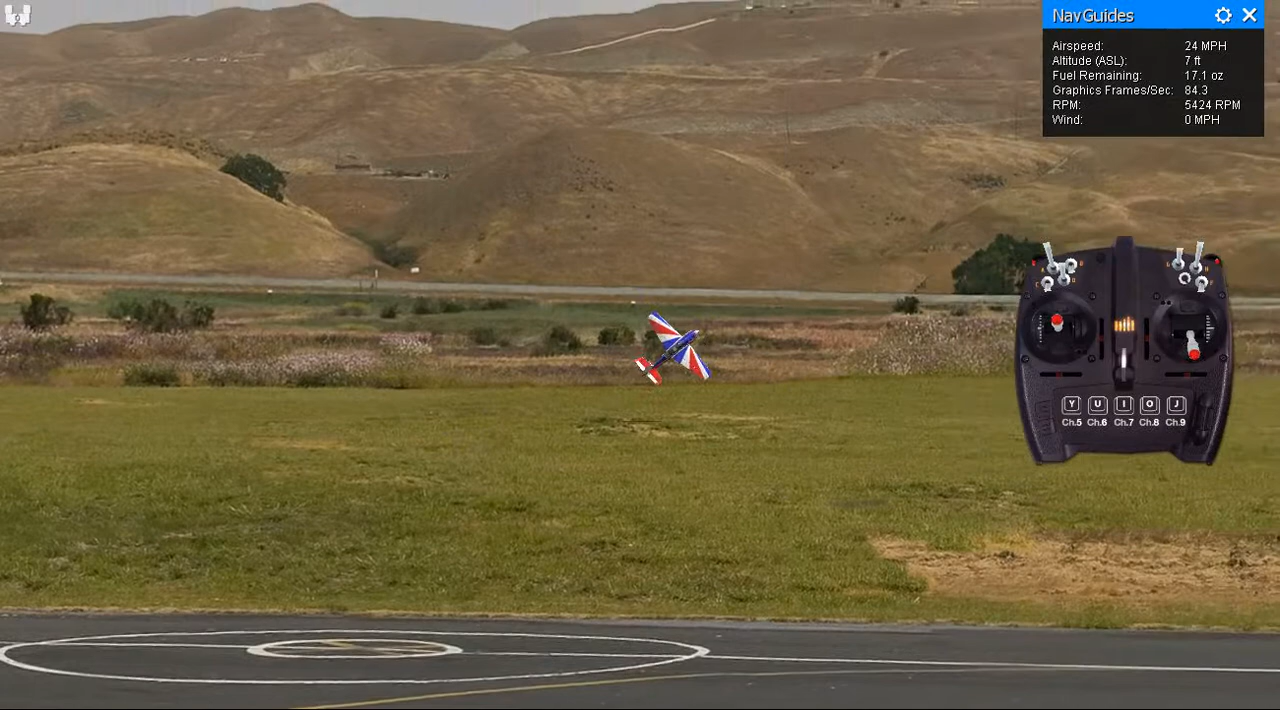 NavGuides
Airspeed: 24 MPH
Altitude (ASL): 7 ft
Fuel Remaining: 17.1 oz
Graphics Frames/Sec: 84.3
RPM: 5424 RPM
Wind: 0 MPH
Y U I O J
Ch.5 Ch.6 Ch.7 Ch.8 Ch.9